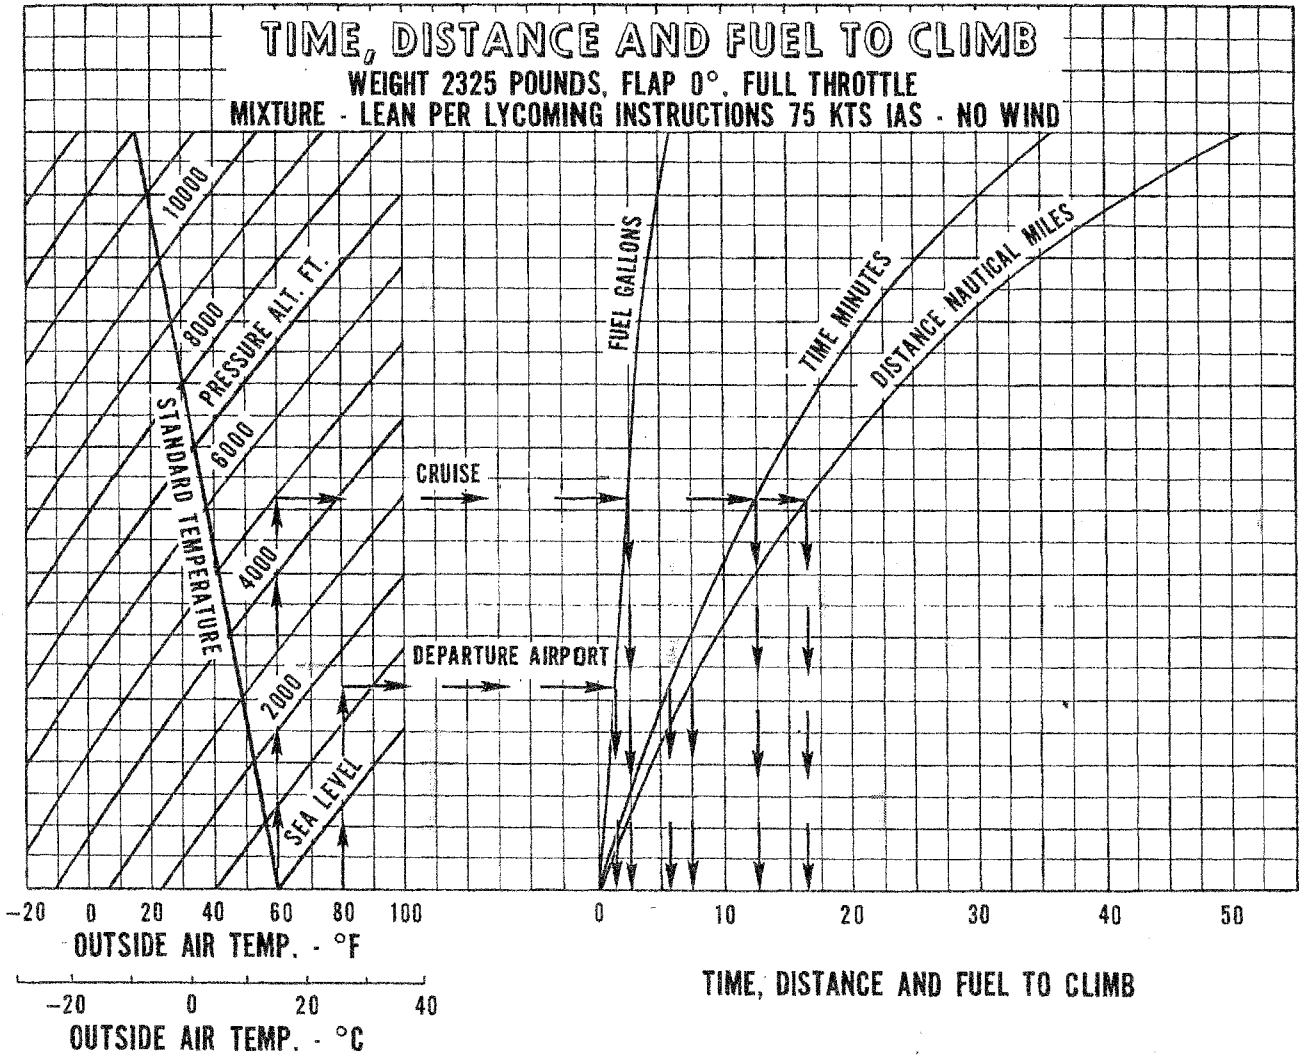 TIME, DISTANCE AND FUEL TO CLIMB
WEIGHT 2325 POUNDS, FLAP 0°. FULL THROTTLE
MIXTURE - LEAN PER LYCOMING INSTRUCTIONS 75 KTS IAS - NO WIND
10000
8000
PRESSURE ALT. FT.
6000
4000
2000
SEA LEVEL
STANDARD TEMPERATURE
FUEL GALLONS
TIME MINUTES
DISTANCE NAUTICAL MILES
CRUISE
DEPARTURE AIRPORT
-20 0 20 40 60 80 100
OUTSIDE AIR TEMP. - °F
-20 0 20 40
OUTSIDE AIR TEMP. - °C
0 10 20 30 40 50
TIME, DISTANCE AND FUEL TO CLIMB